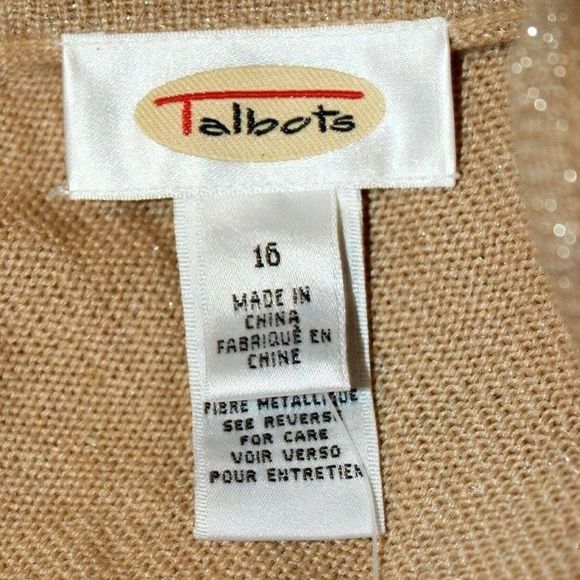 Talbots
16
MADE IN
CHINA
FABRIQUÉ EN
CHINE
FIBRE METALLIQUE
SEE REVERSE
FOR CARE
VOIR VERSO
POUR ENTRETIEN